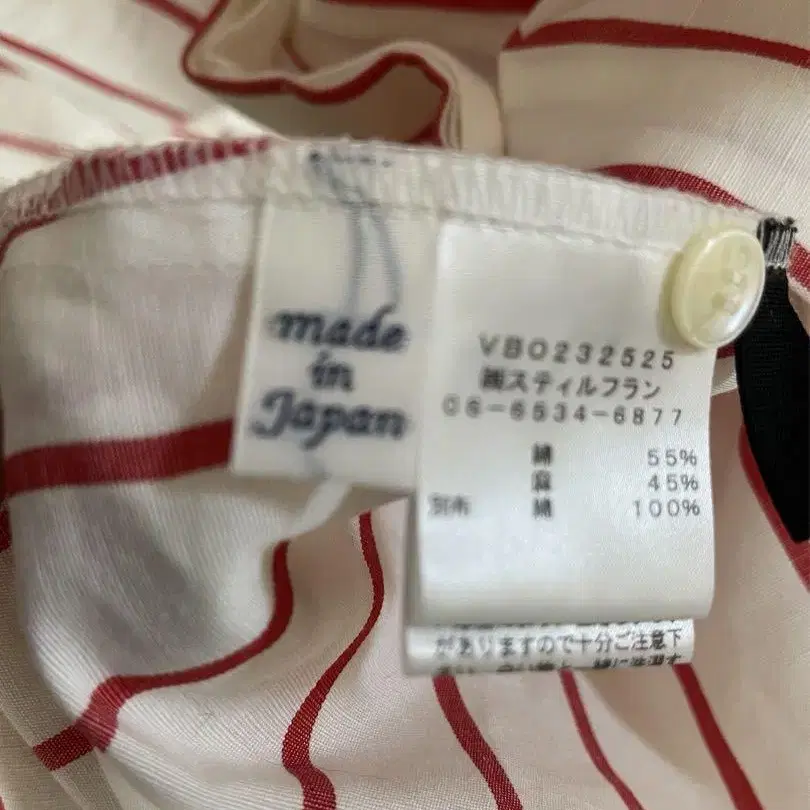 made
in
Japan
VBO232525
㈱スティルフラン
06-6534-6877
綿 55%
麻 45%
別布 綿 100%
がありますので十分ご注意下